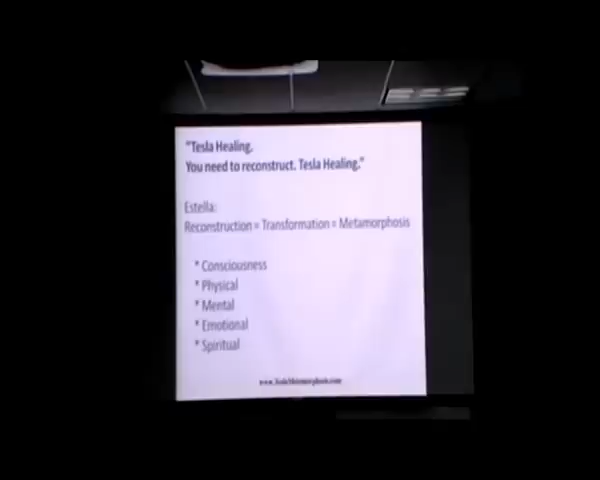 "Tesla Healing.
You need to reconstruct. Tesla Healing."
Estella:
Reconstruction = Transformation = Metamorphosis
* Consciousness
* Physical
* Mental
* Emotional
* Spiritual